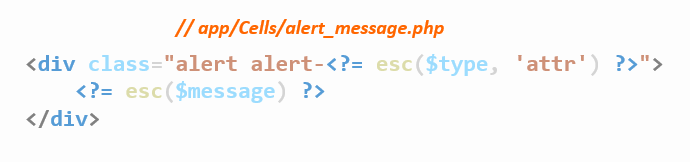 // app/Cells/alert_message.php
<div class="alert alert-<?= esc($type, 'attr') ?>">
    <?= esc($message) ?>
</div>